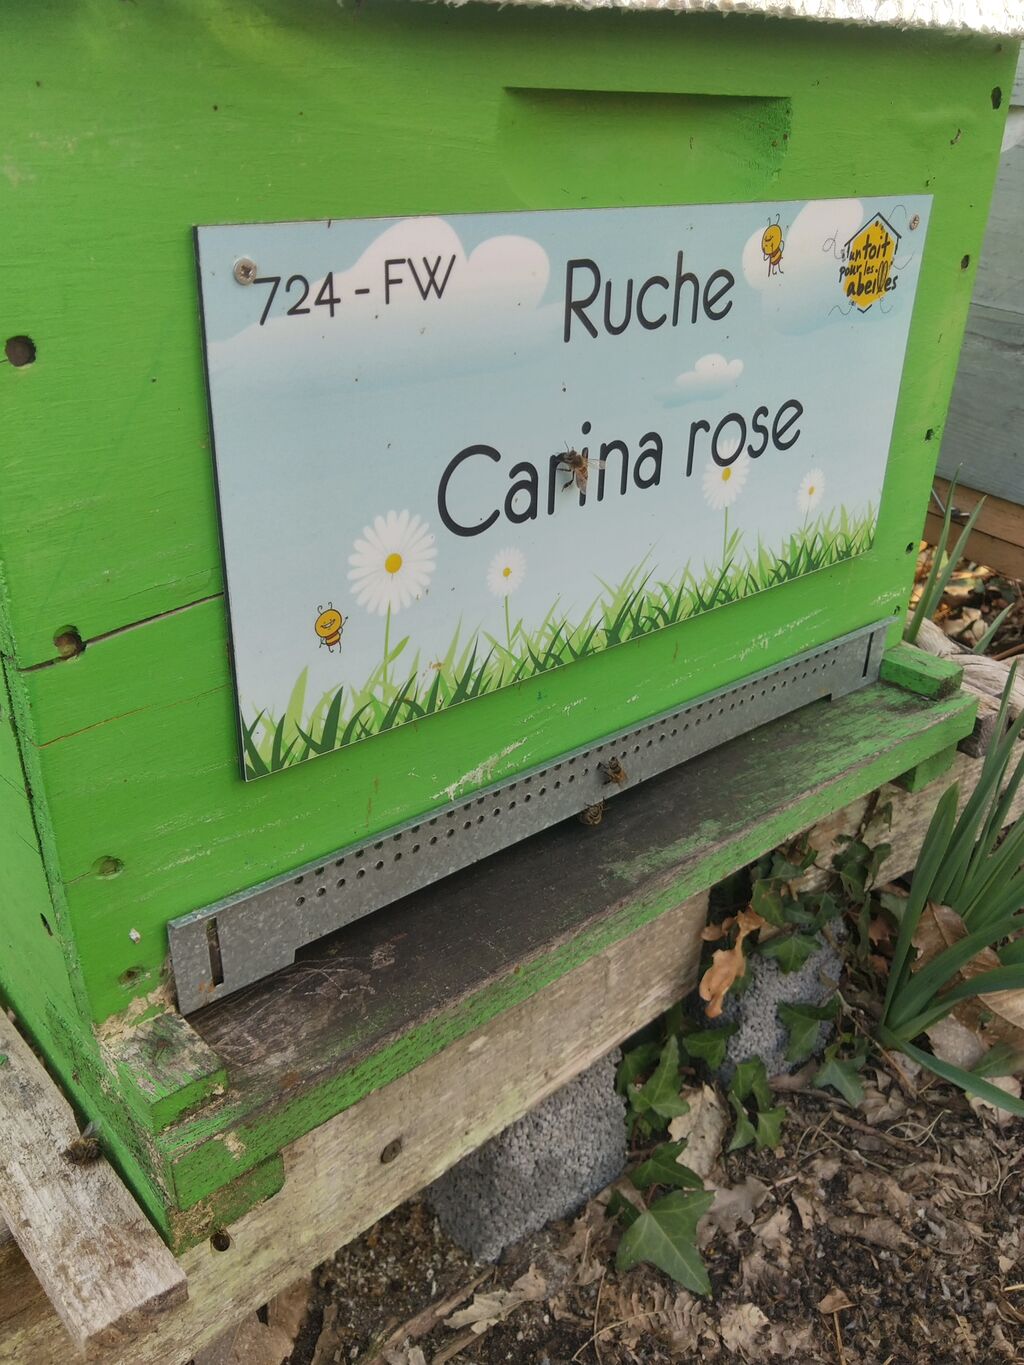 724 - FW
Ruche
Carina rose
un toit
pour les
abeilles